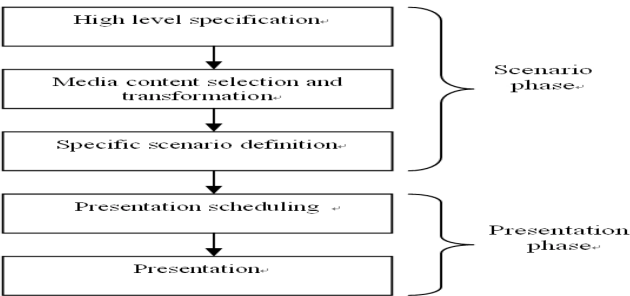 High level specification
Media content selection and
transformation
Specific scenario definition
Scenario
phase
Presentation scheduling
Presentation
Presentation
phase